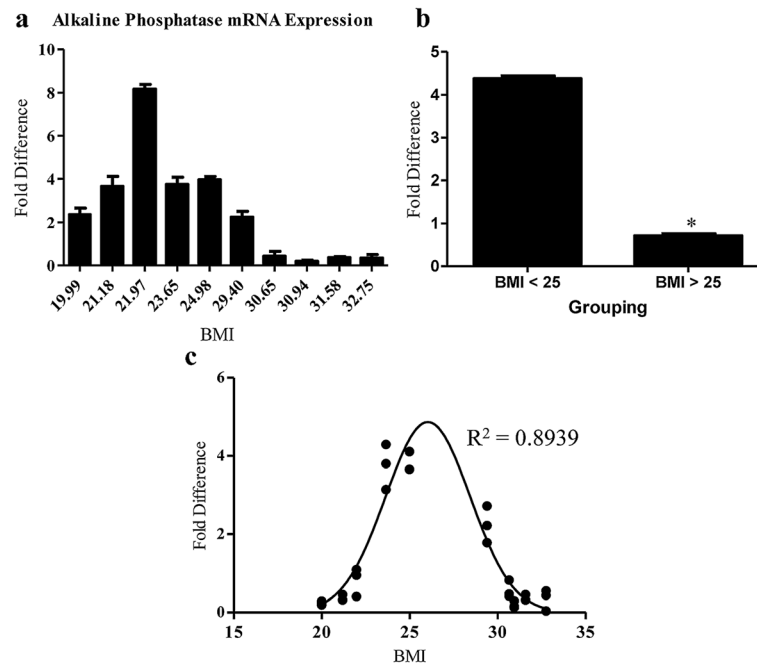 a
Alkaline Phosphatase mRNA Expression
Fold Difference
10
8
6
4
2
0
19.99
21.18
21.97
23.65
24.98
29.40
30.65
30.94
31.58
32.75
BMI
b
Fold Difference
5
4
3
2
1
0
*
BMI < 25
BMI > 25
Grouping
c
Fold Difference
6
4
2
0
R² = 0.8939
15
20
25
30
35
BMI